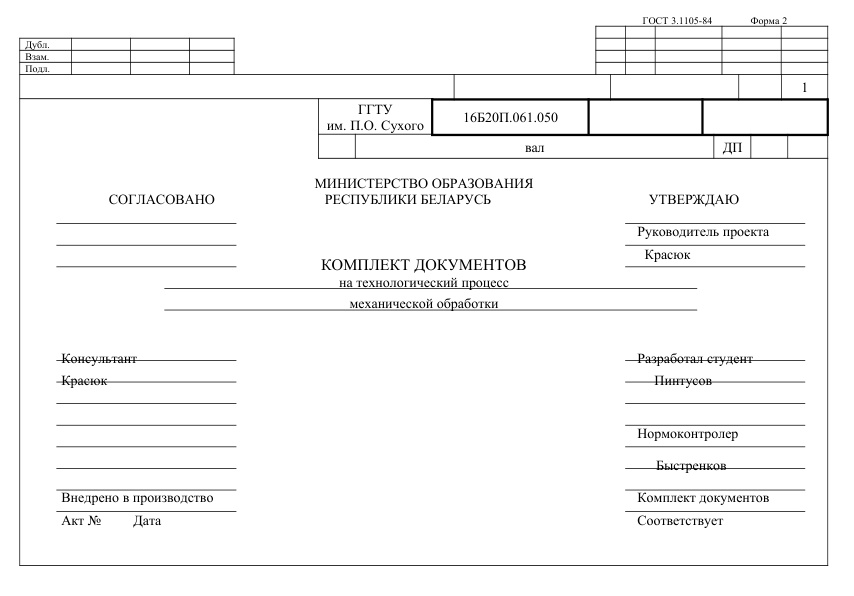 ГОСТ 3.1105-84 Форма 2
Дубл.
Взам.
Подл.
1
ГГТУ
им. П.О. Сухого
16Б20П.061.050
вал
ДП
МИНИСТЕРСТВО ОБРАЗОВАНИЯ
СОГЛАСОВАНО РЕСПУБЛИКИ БЕЛАРУСЬ УТВЕРЖДАЮ
Руководитель проекта
Красюк
КОМПЛЕКТ ДОКУМЕНТОВ
на технологический процесс
механической обработки
Консультант Разработал студент
Красюк Пинтусов
Нормоконтролер
Быстренков
Внедрено в производство Комплект документов
Акт № Дата Соответствует